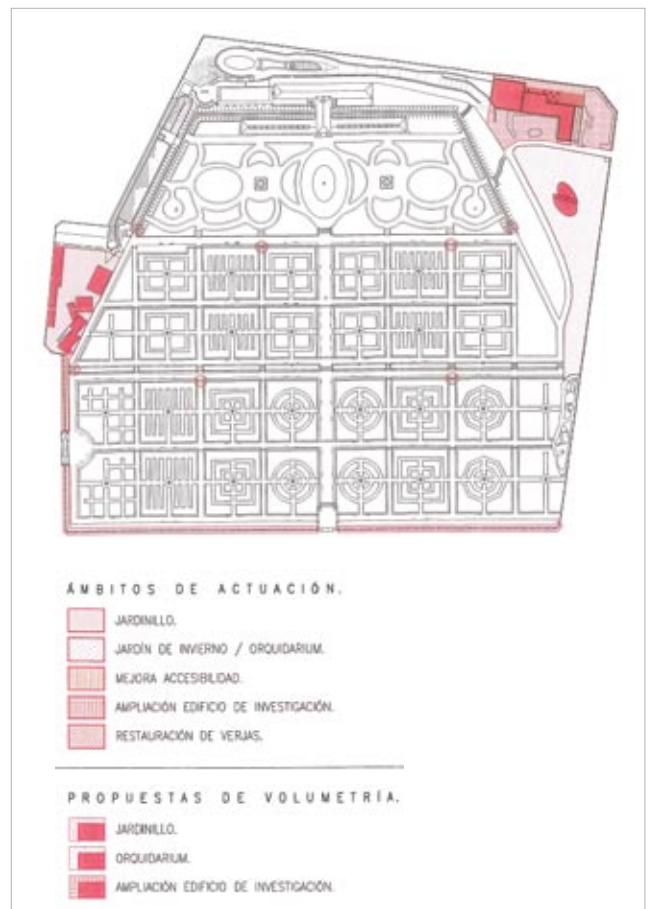 ÁMBITOS DE ACTUACIÓN.
JARDINILLO.
JARDÍN DE INVIERNO / ORQUIDARIUM.
MEJORA ACCESIBILIDAD.
AMPLIACIÓN EDIFICIO DE INVESTIGACIÓN.
RESTAURACIÓN DE VERJAS.
PROPUESTAS DE VOLUMETRÍA.
JARDINILLO.
ORQUIDARIUM.
AMPLIACIÓN EDIFICIO DE INVESTIGACIÓN.